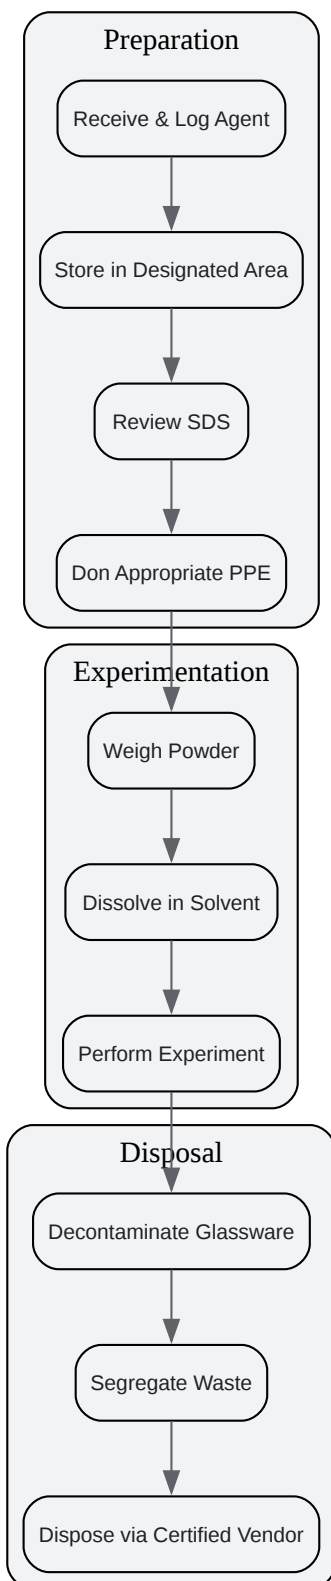 Preparation
Receive & Log Agent
Store in Designated Area
Review SDS
Don Appropriate PPE
Experimentation
Weigh Powder
Dissolve in Solvent
Perform Experiment
Disposal
Decontaminate Glassware
Segregate Waste
Dispose via Certified Vendor